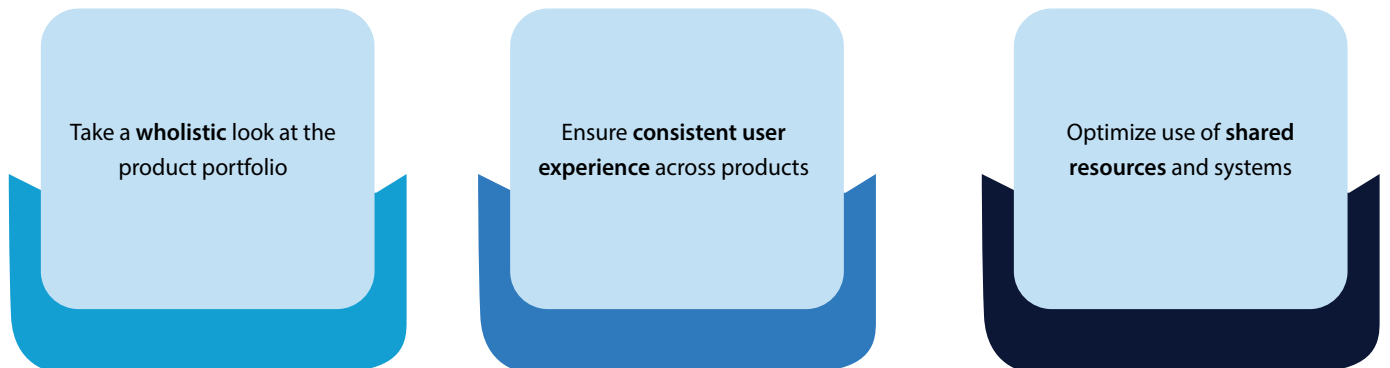 Take a wholistic look at the
product portfolio
Ensure consistent user
experience across products
Optimize use of shared
resources and systems